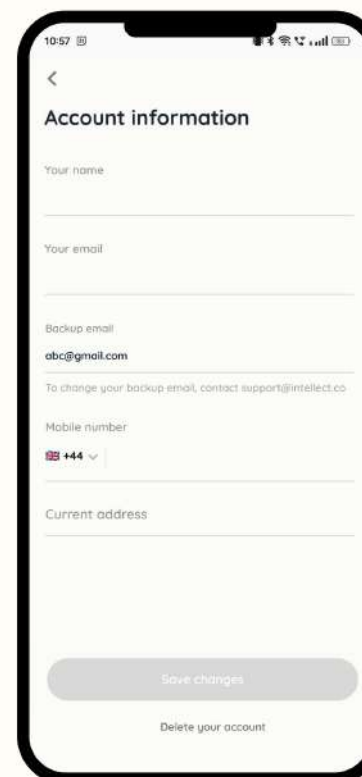 10:57
Account information
Your name
Your email
Backup email
abc@gmail.com
To change your backup email, contact support@intellect.co
Mobile number
+44
Current address
Save changes
Delete your account